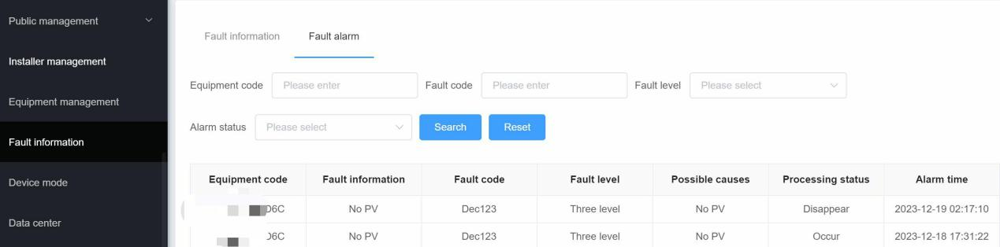 Public management
Installer management
Equipment management
Fault information
Device mode
Data center
Fault information Fault alarm
Equipment code Please enter Fault code Please enter Fault level Please select
Alarm status Please select Search Reset
Equipment code Fault information Fault code Fault level Possible causes Processing status Alarm time
D6C No PV Dec123 Three level No PV Disappear 2023-12-19 02:17:10
D6C No PV Dec123 Three level No PV Occur 2023-12-18 17:31:22